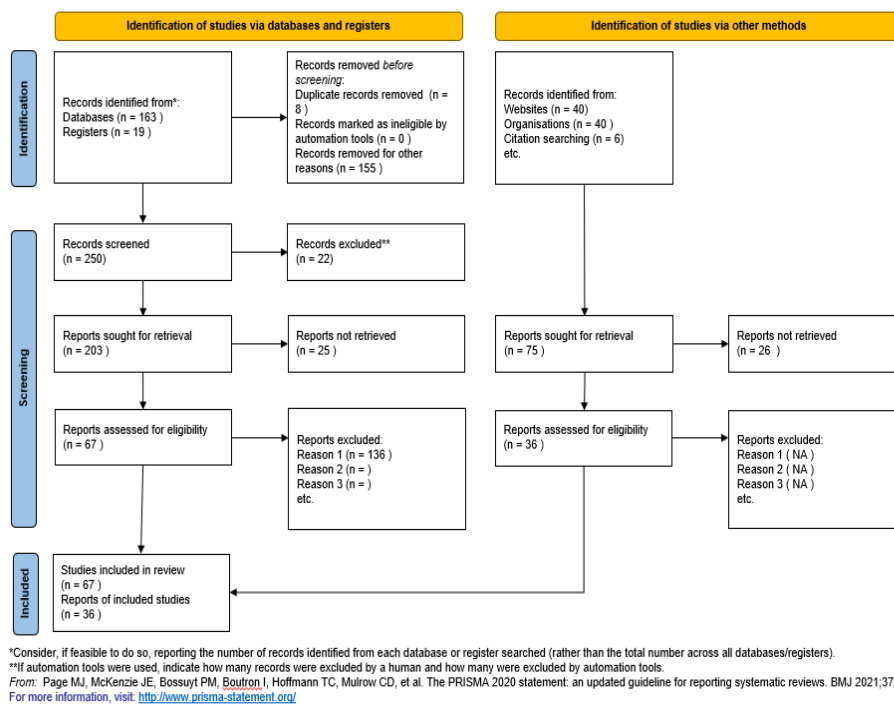 Identification of studies via databases and registers
Identification of studies via other methods
Identification
Records identified from*:
Databases (n = 163 )
Registers (n = 19 )
Records removed before
screening:
Duplicate records removed (n =
8 )
Records marked as ineligible by
automation tools (n = 0 )
Records removed for other
reasons (n = 155 )
Records identified from:
Websites (n = 40)
Organisations (n = 40 )
Citation searching (n = 6)
etc.
Screening
Records screened
(n = 250)
Records excluded**
(n = 22)
Reports sought for retrieval
(n = 203 )
Reports not retrieved
(n = 25 )
Reports sought for retrieval
(n = 75 )
Reports not retrieved
(n = 26 )
Reports assessed for eligibility
(n = 67 )
Reports excluded:
Reason 1 (n = 136 )
Reason 2 (n = )
Reason 3 (n = )
etc.
Reports assessed for eligibility
(n = 36 )
Reports excluded:
Reason 1 ( NA )
Reason 2 ( NA )
Reason 3 ( NA )
etc.
Included
Studies included in review
(n = 67 )
Reports of included studies
(n = 36 )
*Consider, if feasible to do so, reporting the number of records identified from each database or register searched (rather than the total number across all databases/registers).
**If automation tools were used, indicate how many records were excluded by a human and how many were excluded by automation tools.
From: Page MJ, McKenzie JE, Bossuyt PM, Boutron I, Hoffmann TC, Mulrow CD, et al. The PRISMA 2020 statement: an updated guideline for reporting systematic reviews. BMJ 2021;37
For more information, visit: http://www.prisma-statement.org/